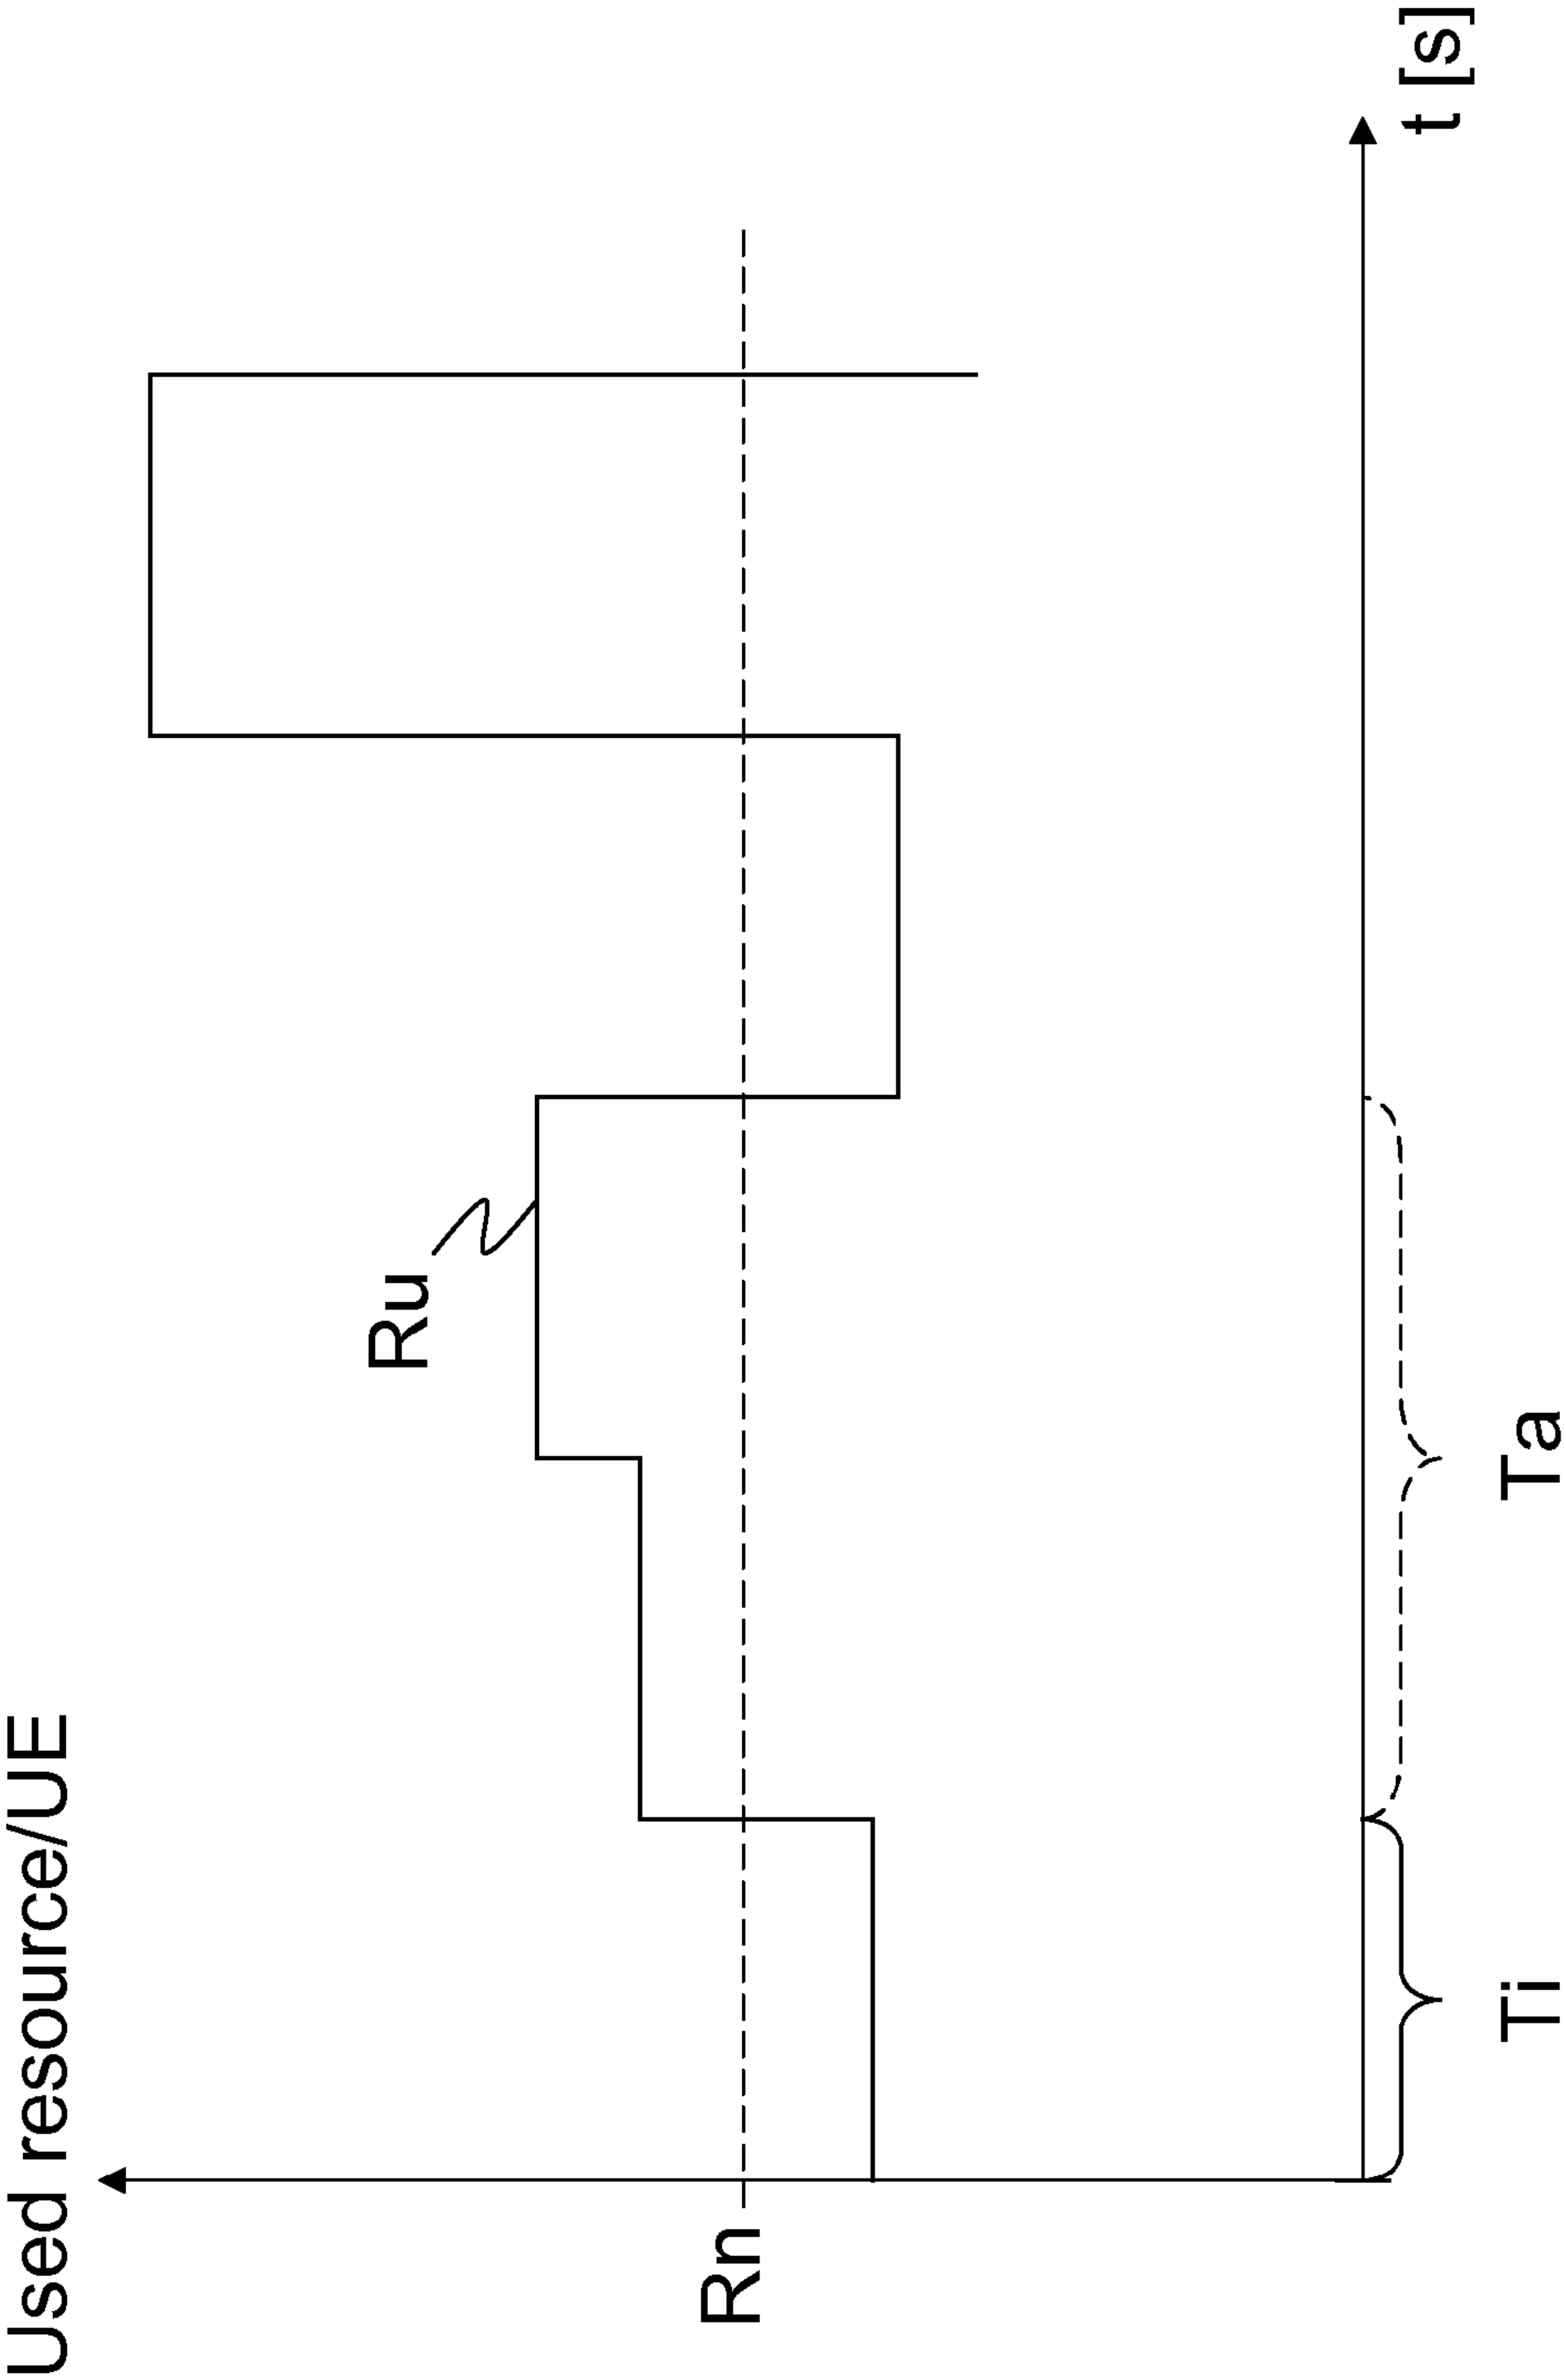 Used resource/UE
Ru
Rn
t [s]
Ti
Ta